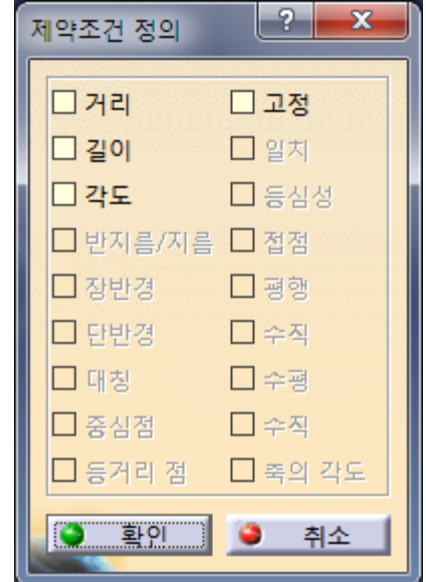 제약조건 정의
거리 고정
길이 일치
각도 등심성
반지름/지름 접점
장반경 평행
단반경 수직
대칭 수평
중심점 수직
등거리 점 축의 각도
확인 취소